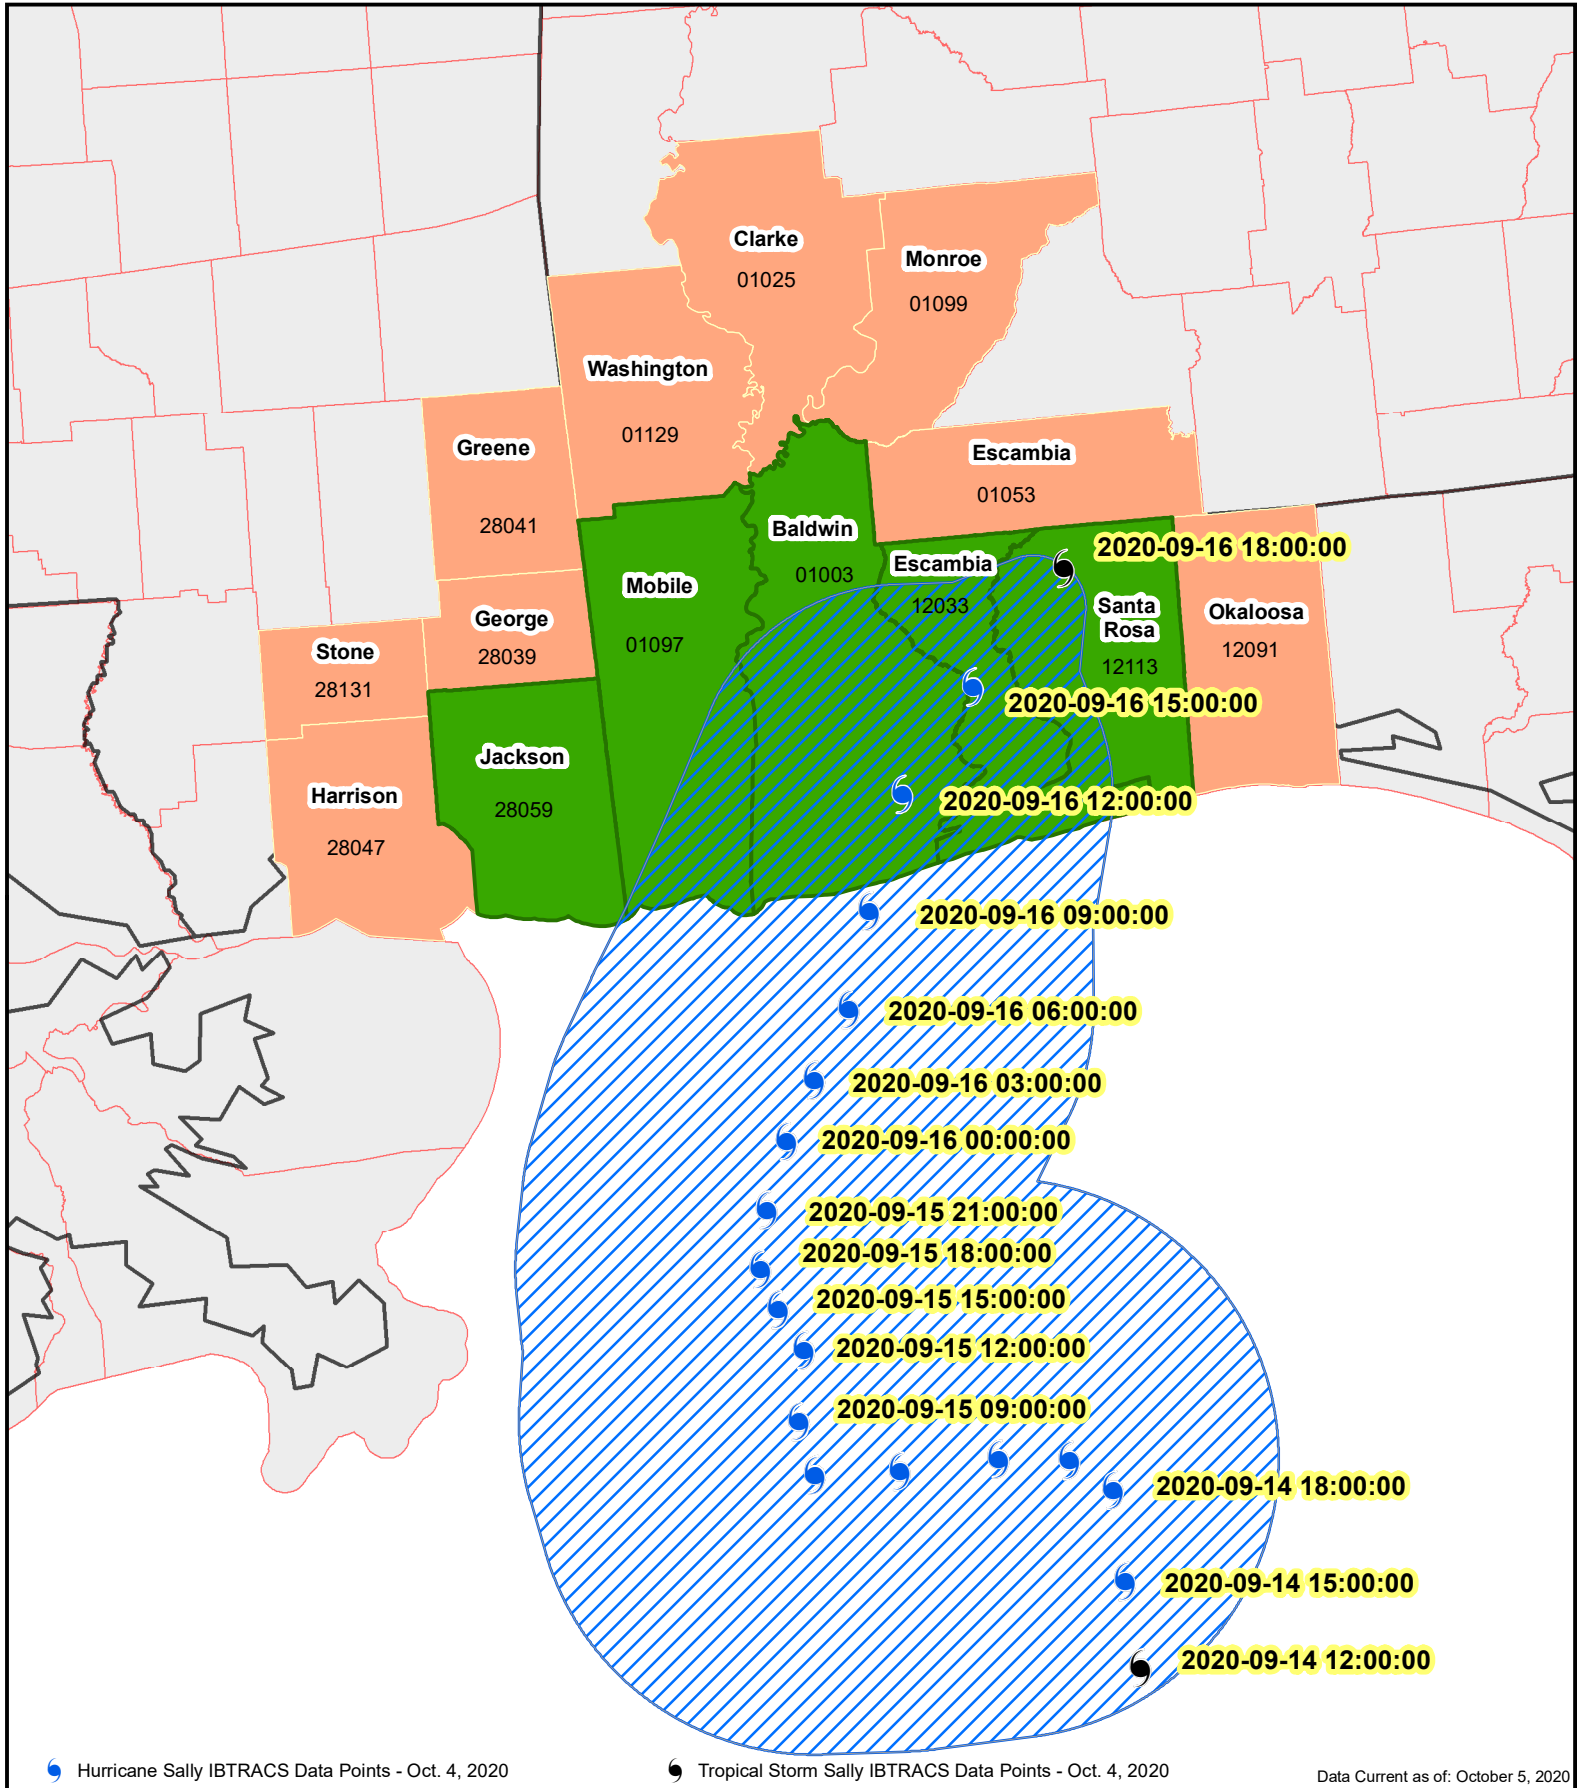 Clarke
01025
Monroe
01099
Washington
01129
Greene
28041
Escambia
01053
Baldwin
01003
Escambia
12033
2020-09-16 18:00:00
Mobile
01097
George
28039
Stone
28131
Santa
Rosa
12113
Okaloosa
12091
2020-09-16 15:00:00
Jackson
28059
Harrison
28047
2020-09-16 12:00:00
2020-09-16 09:00:00
2020-09-16 06:00:00
2020-09-16 03:00:00
2020-09-16 00:00:00
2020-09-15 21:00:00
2020-09-15 18:00:00
2020-09-15 15:00:00
2020-09-15 12:00:00
2020-09-15 09:00:00
2020-09-14 18:00:00
2020-09-14 15:00:00
2020-09-14 12:00:00
Hurricane Sally IBTRACS Data Points - Oct. 4, 2020
Tropical Storm Sally IBTRACS Data Points - Oct. 4, 2020
Data Current as of: October 5, 2020